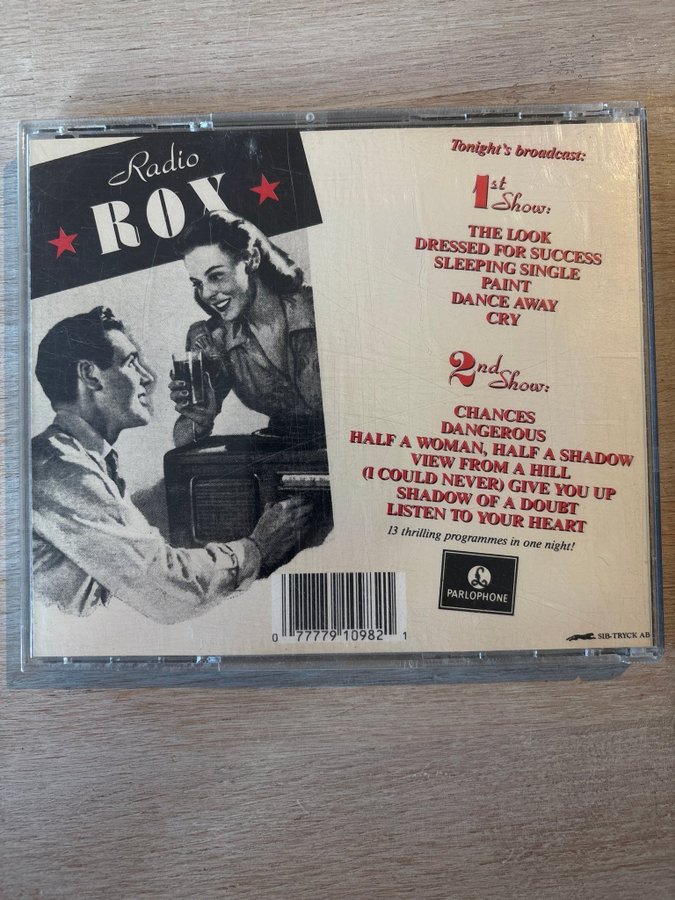 Radio
ROX
Tonight's broadcast:
1st Show:
THE LOOK
DRESSED FOR SUCCESS
SLEEPING SINGLE
PAINT
DANCE AWAY
CRY
2nd Show:
CHANCES
DANGEROUS
HALF A WOMAN, HALF A SHADOW
VIEW FROM A HILL
(I COULD NEVER) GIVE YOU UP
SHADOW OF A DOUBT
LISTEN TO YOUR HEART
13 thrilling programmes in one night!
£
PARLOPHONE
0 77779 10982 1
SIB-TRYCK AB